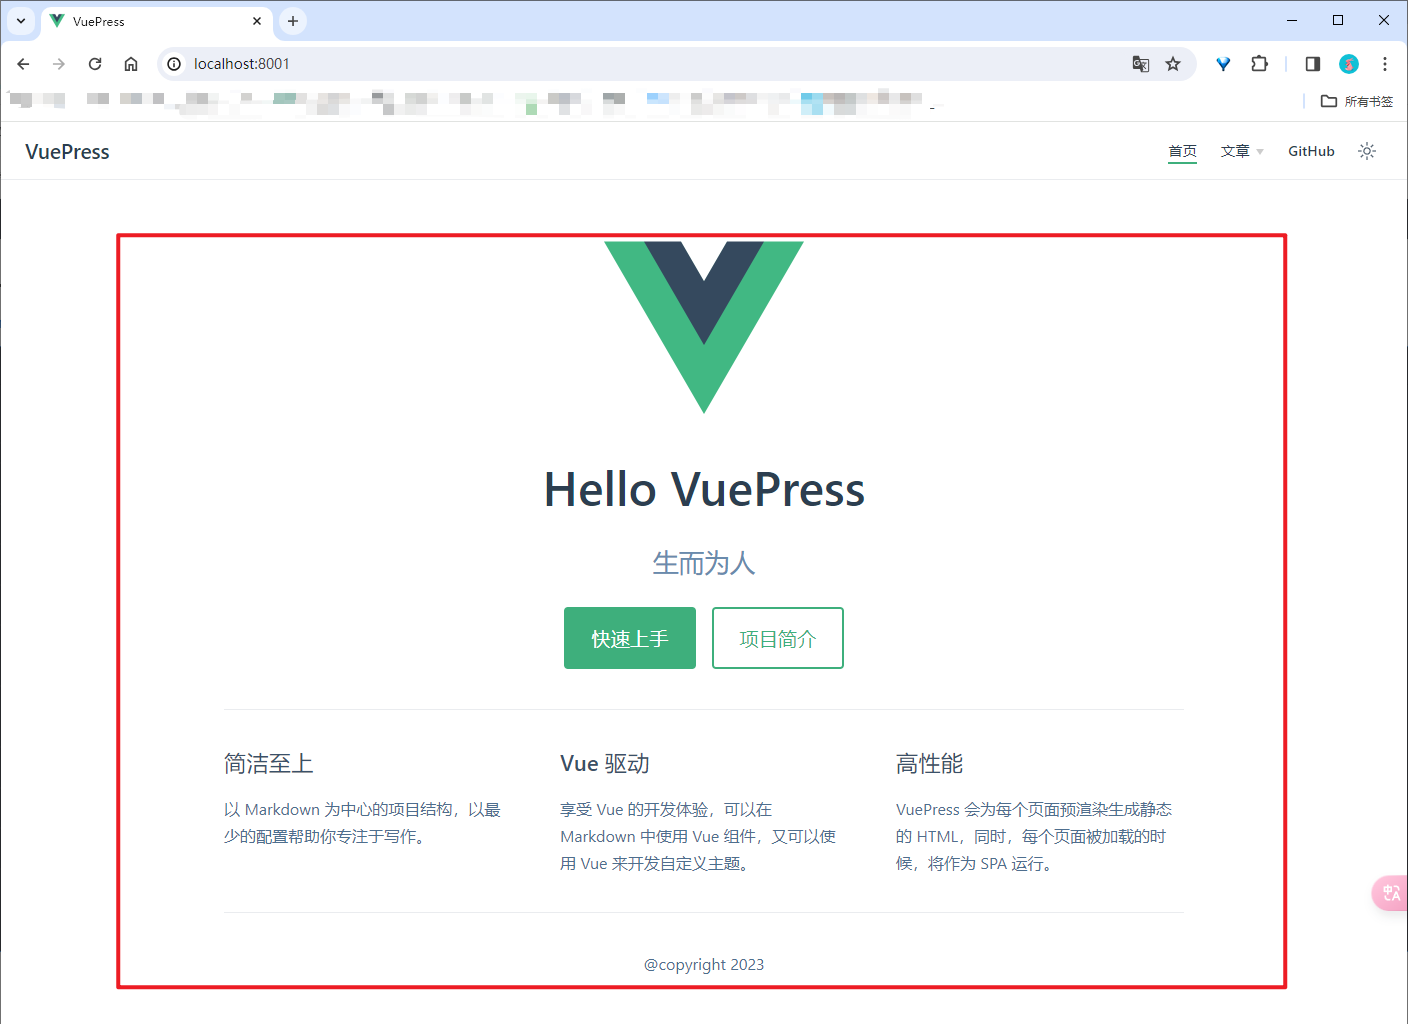 VuePress
localhost:8001
所有书签
VuePress
首页 文章 GitHub
Hello VuePress
生而为人
快速上手 项目简介
简洁至上
以 Markdown 为中心的项目结构，以最
少的配置帮助你专注于写作。
Vue 驱动
享受 Vue 的开发体验，可以在
Markdown 中使用 Vue 组件，又可以使
用 Vue 来开发自定义主题。
高性能
VuePress 会为每个页面预渲染生成静态
的 HTML，同时，每个页面被加载的时
候，将作为 SPA 运行。
@copyright 2023